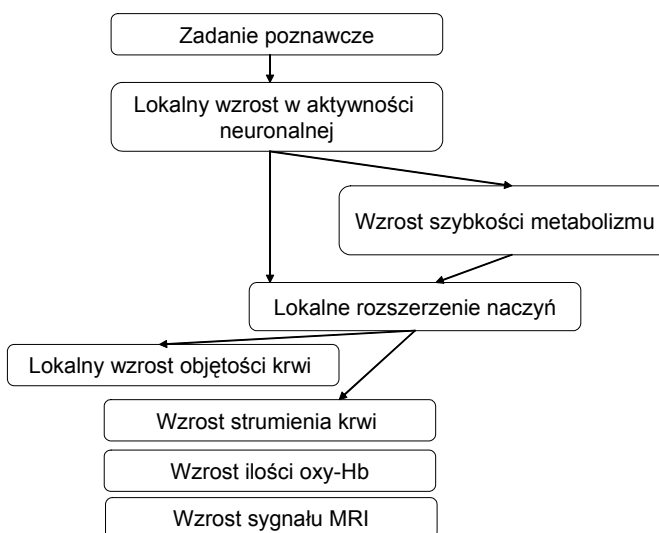 Zadanie poznawcze
Lokalny wzrost w aktywności
neuronalnej
Wzrost szybkości metabolizmu
Lokalne rozszerzenie naczyń
Lokalny wzrost objętości krwi
Wzrost strumienia krwi
Wzrost ilości oxy-Hb
Wzrost sygnału MRI